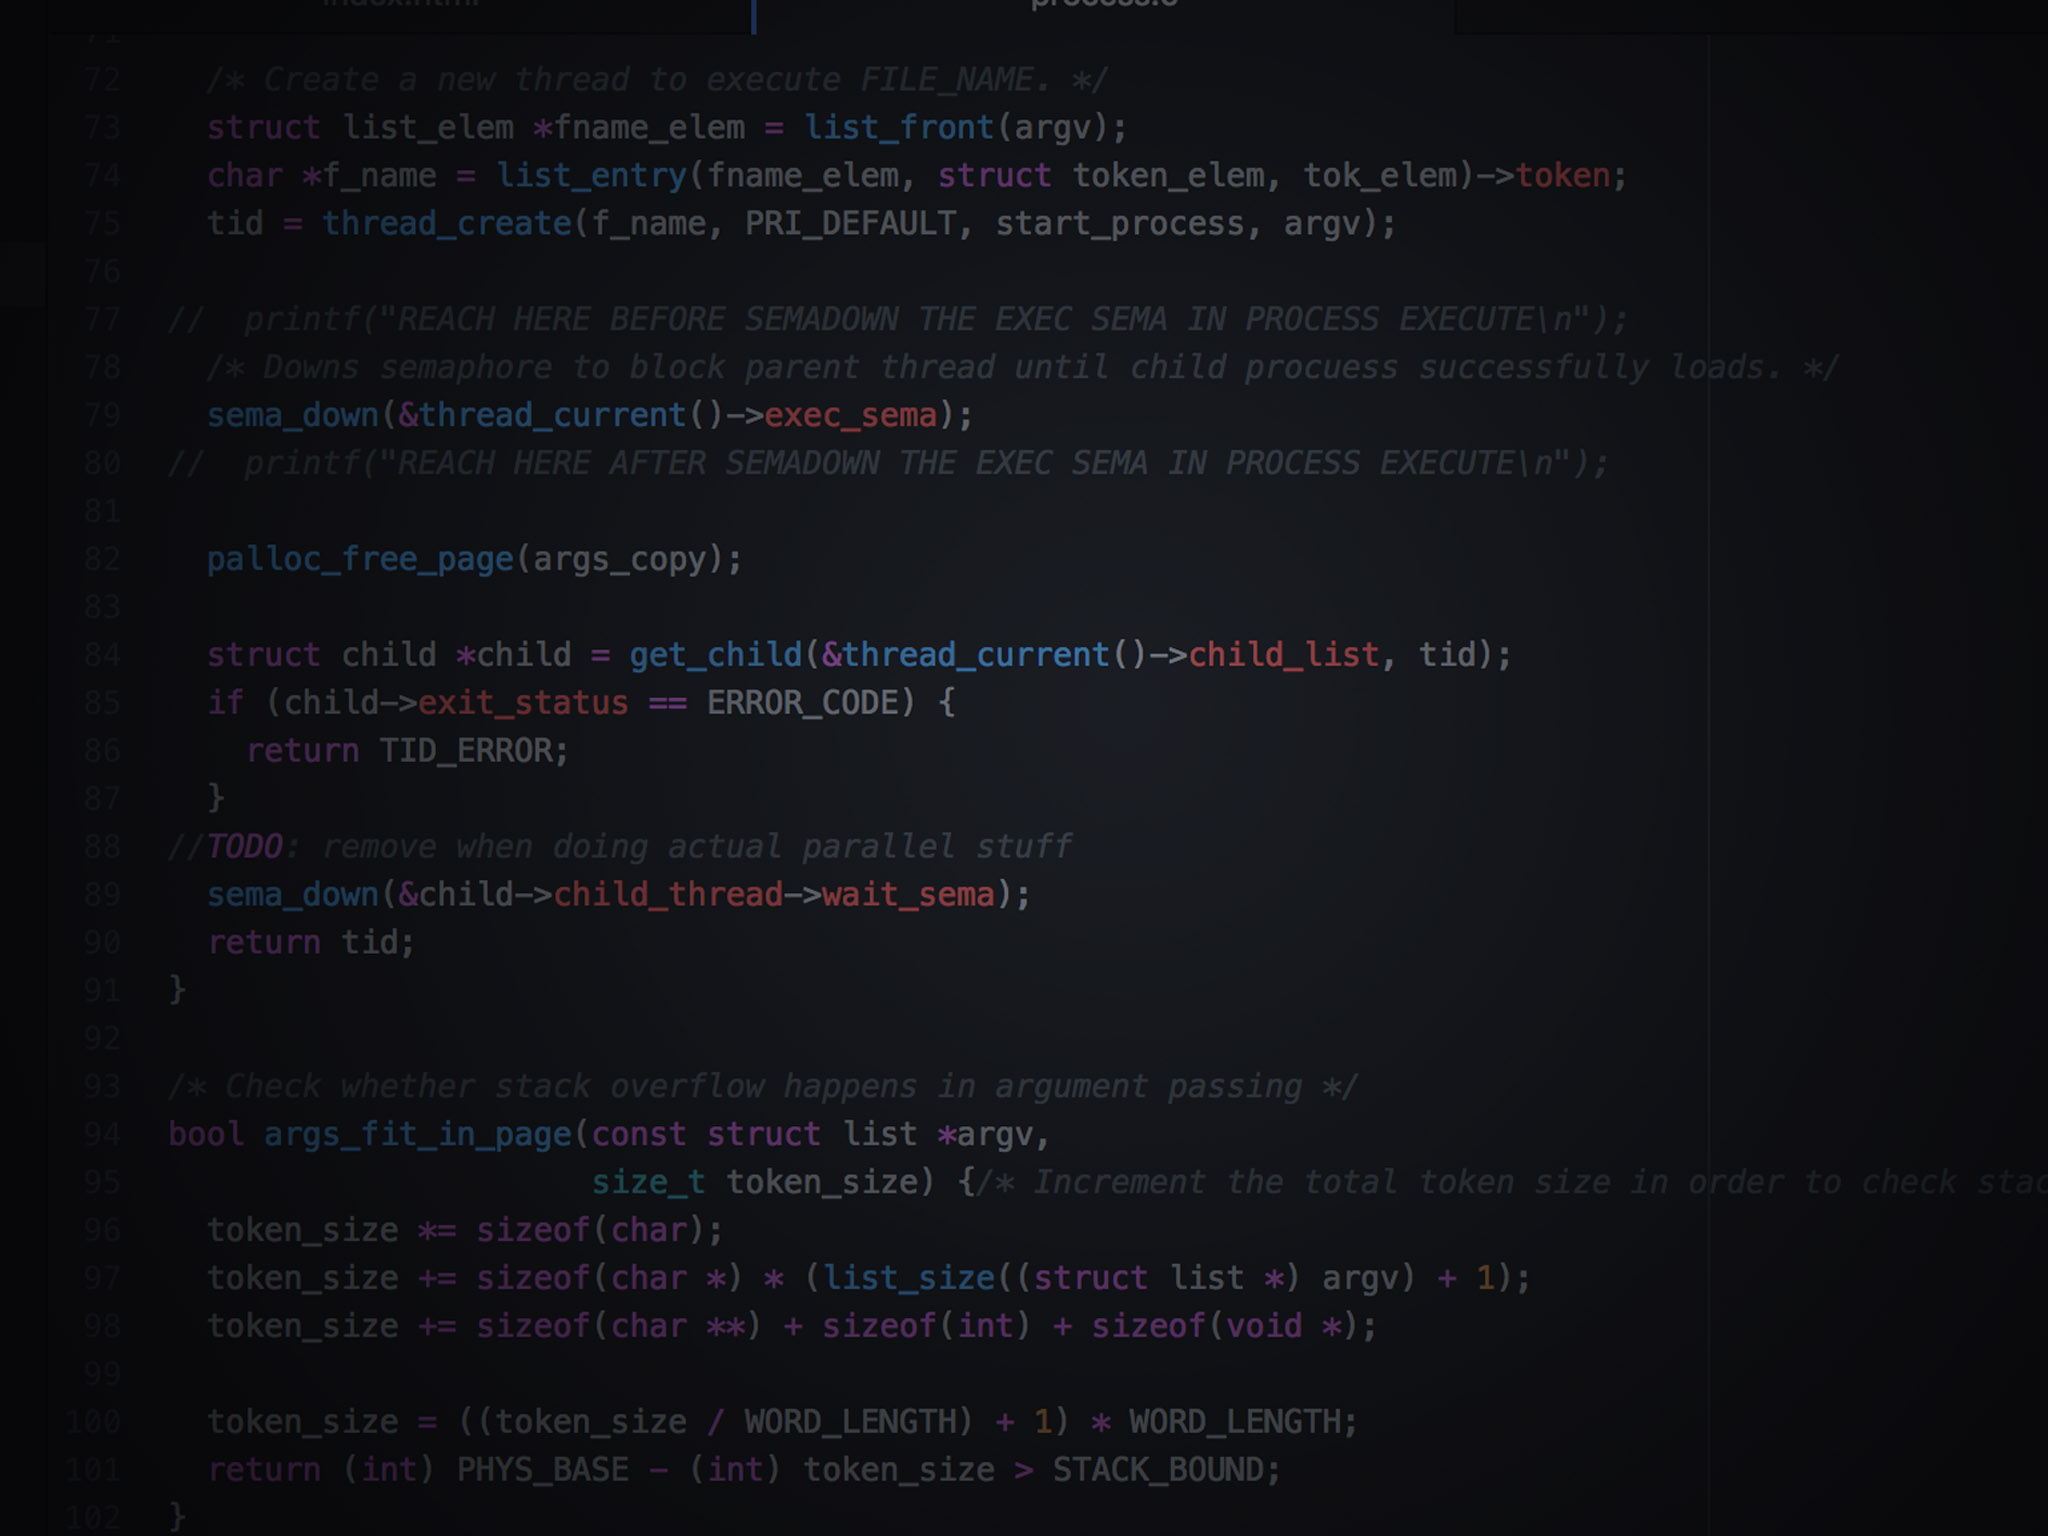 index.html
process.c
71
72 /* Create a new thread to execute FILE_NAME. */
73 struct list_elem *fname_elem = list_front(argv);
74 char *f_name = list_entry(fname_elem, struct token_elem, tok_elem)->token;
75 tid = thread_create(f_name, PRI_DEFAULT, start_process, argv);
76
77 //  printf("REACH HERE BEFORE SEMADOWN THE EXEC SEMA IN PROCESS EXECUTE\n");
78 /* Downs semaphore to block parent thread until child procuess successfully loads. */
79 sema_down(&thread_current()->exec_sema);
80 //  printf("REACH HERE AFTER SEMADOWN THE EXEC SEMA IN PROCESS EXECUTE\n");
81
82 palloc_free_page(args_copy);
83
84 struct child *child = get_child(&thread_current()->child_list, tid);
85 if (child->exit_status == ERROR_CODE) {
86 return TID_ERROR;
87 }
88 //TODO: remove when doing actual parallel stuff
89 sema_down(&child->child_thread->wait_sema);
90 return tid;
91 }
92
93 /* Check whether stack overflow happens in argument passing */
94 bool args_fit_in_page(const struct list *argv,
95 size_t token_size) {/* Increment the total token size in order to check stac
96 token_size *= sizeof(char);
97 token_size += sizeof(char *) * (list_size((struct list *) argv) + 1);
98 token_size += sizeof(char **) + sizeof(int) + sizeof(void *);
99
100 token_size = ((token_size / WORD_LENGTH) + 1) * WORD_LENGTH;
101 return (int) PHYS_BASE - (int) token_size > STACK_BOUND;
102 }